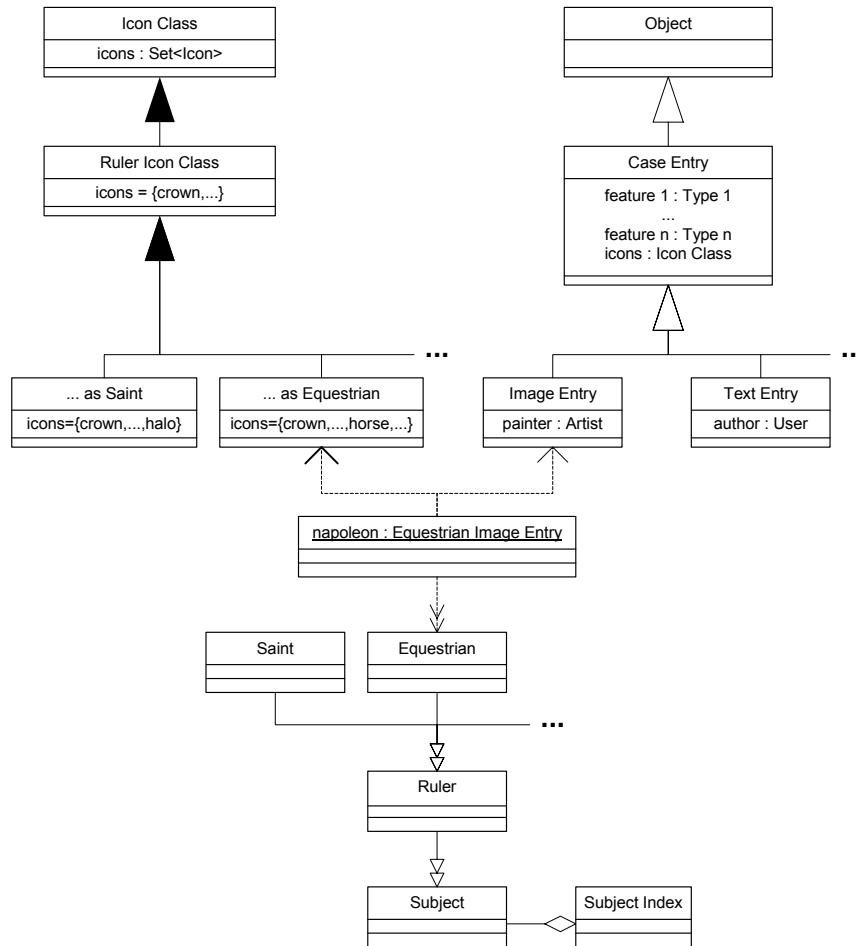 Icon Class
icons : Set<Icon>
Object
Ruler Icon Class
icons = {crown,...}
Case Entry
feature 1 : Type 1
...
feature n : Type n
icons : Icon Class
...
..
... as Saint
icons={crown,...,halo}
... as Equestrian
icons={crown,...,horse,...}
Image Entry
painter : Artist
Text Entry
author : User
napoleon : Equestrian Image Entry
Saint
Equestrian
...
Ruler
Subject
Subject Index